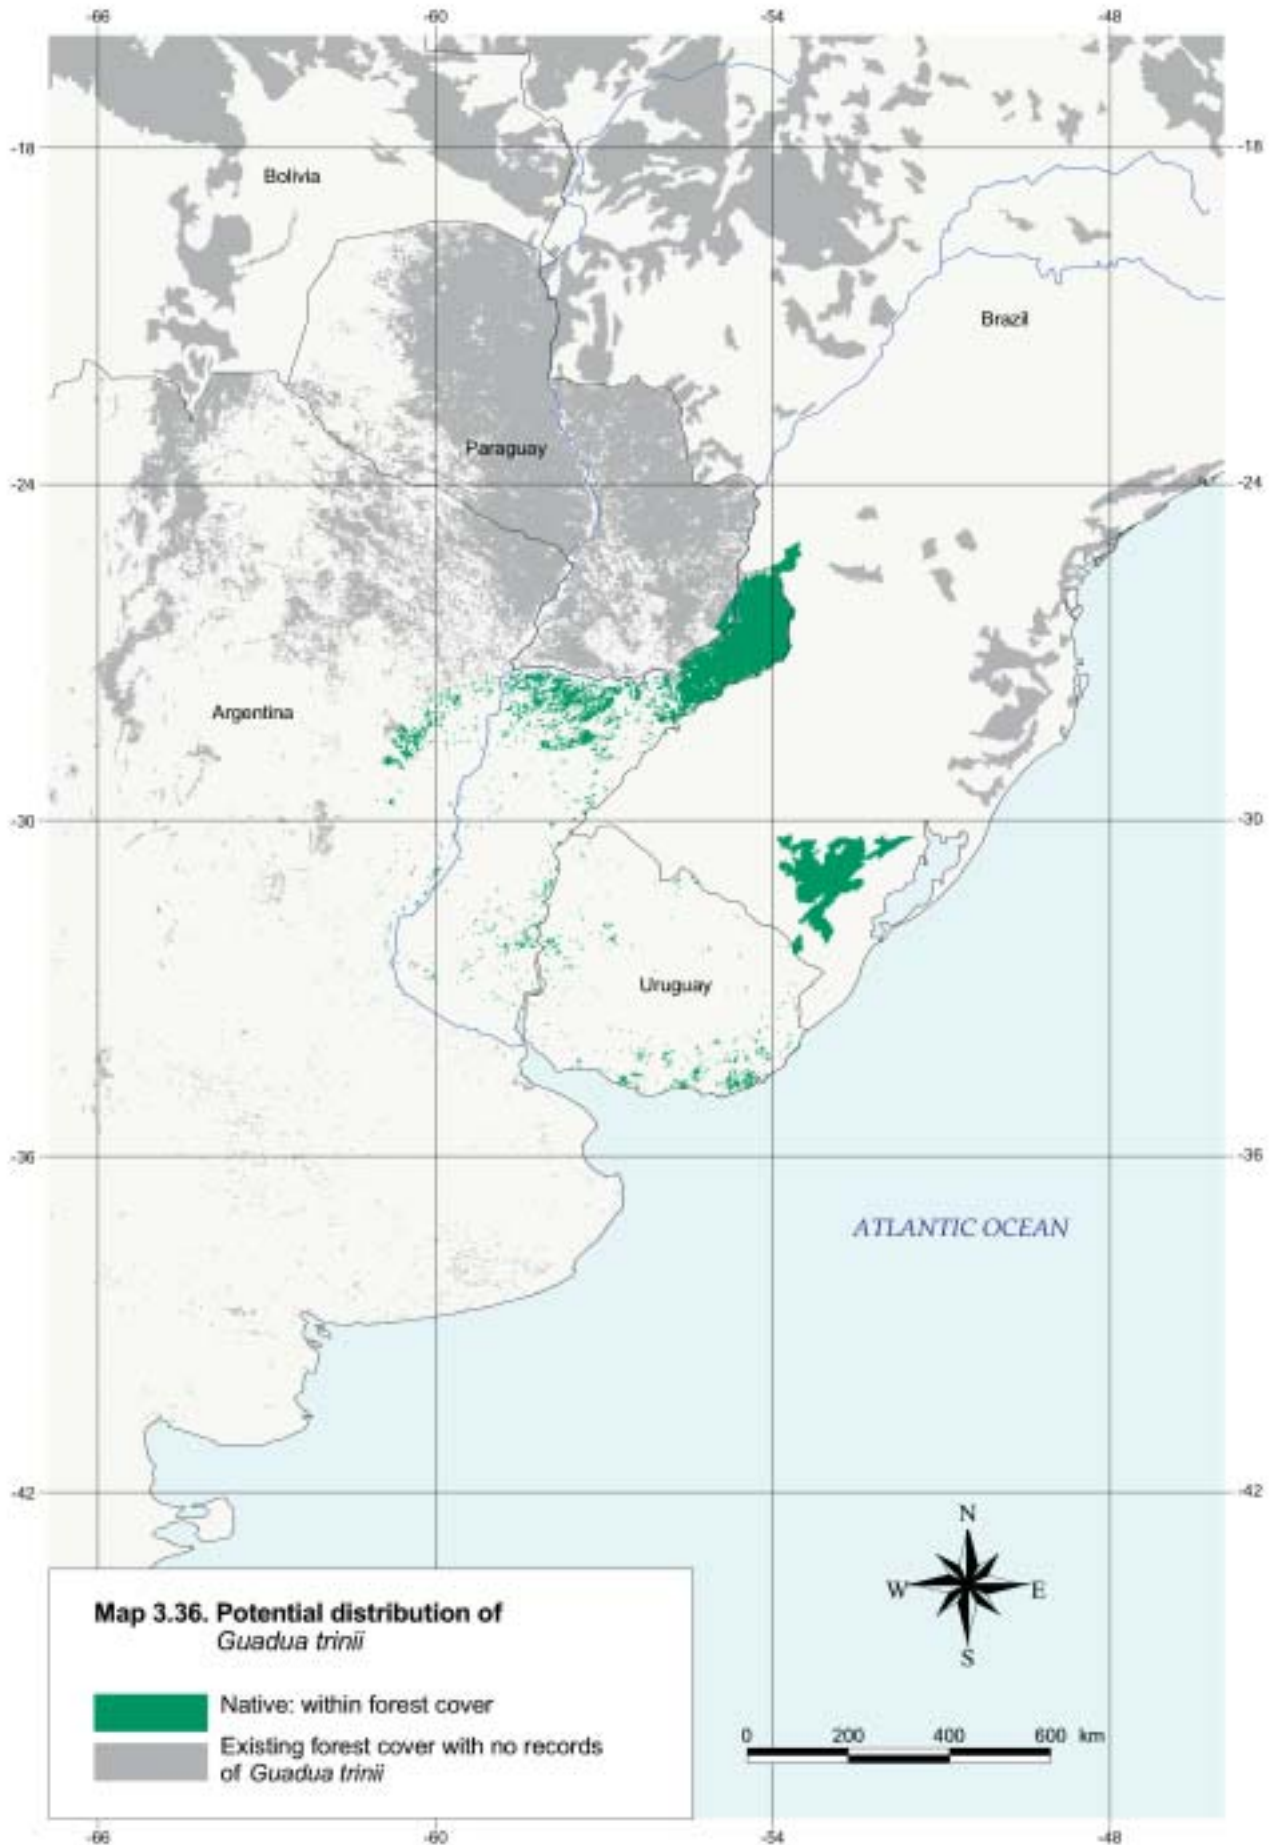 -66 -60 -54 -48
-18 -18
Bolivia
Brazil
Paraguay
-24 -24
Argentina
-30 -30
Uruguay
-36 -36
ATLANTIC OCEAN
-42 -42
N
W E
S
Map 3.36. Potential distribution of
Guadua trinii
Native: within forest cover
Existing forest cover with no records
of Guadua trinii
0 200 400 600 km
-66 -60 -54 -48